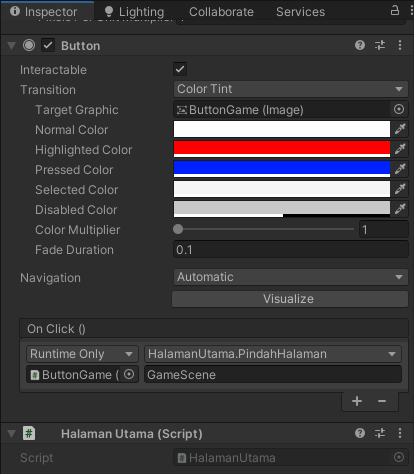 Inspector Lighting Collaborate Services
Button
Interactable
Transition Color Tint
Target Graphic ButtonGame (Image)
Normal Color
Highlighted Color
Pressed Color
Selected Color
Disabled Color
Color Multiplier 1
Fade Duration 0.1
Navigation Automatic
Visualize
On Click ()
Runtime Only HalamanUtama.PindahHalaman
ButtonGame ( GameScene
+ −
# Halaman Utama (Script)
Script HalamanUtama